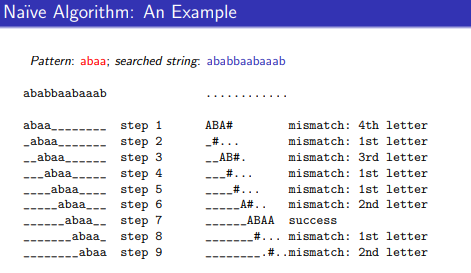 Naïve Algorithm: An Example
Pattern: abaa; searched string: ababbaabaaab
ababbaabaaab ............
abaa________ step 1 ABA# mismatch: 4th letter
_abaa_______ step 2 _#... mismatch: 1st letter
__abaa______ step 3 __AB#. mismatch: 3rd letter
___abaa_____ step 4 ___#... mismatch: 1st letter
____abaa____ step 5 ____#... mismatch: 1st letter
_____abaa___ step 6 _____A#.. mismatch: 2nd letter
______abaa__ step 7 ______ABAA success
_______abaa_ step 8 _______#... mismatch: 1st letter
________abaa step 9 ________.#.. mismatch: 2nd letter